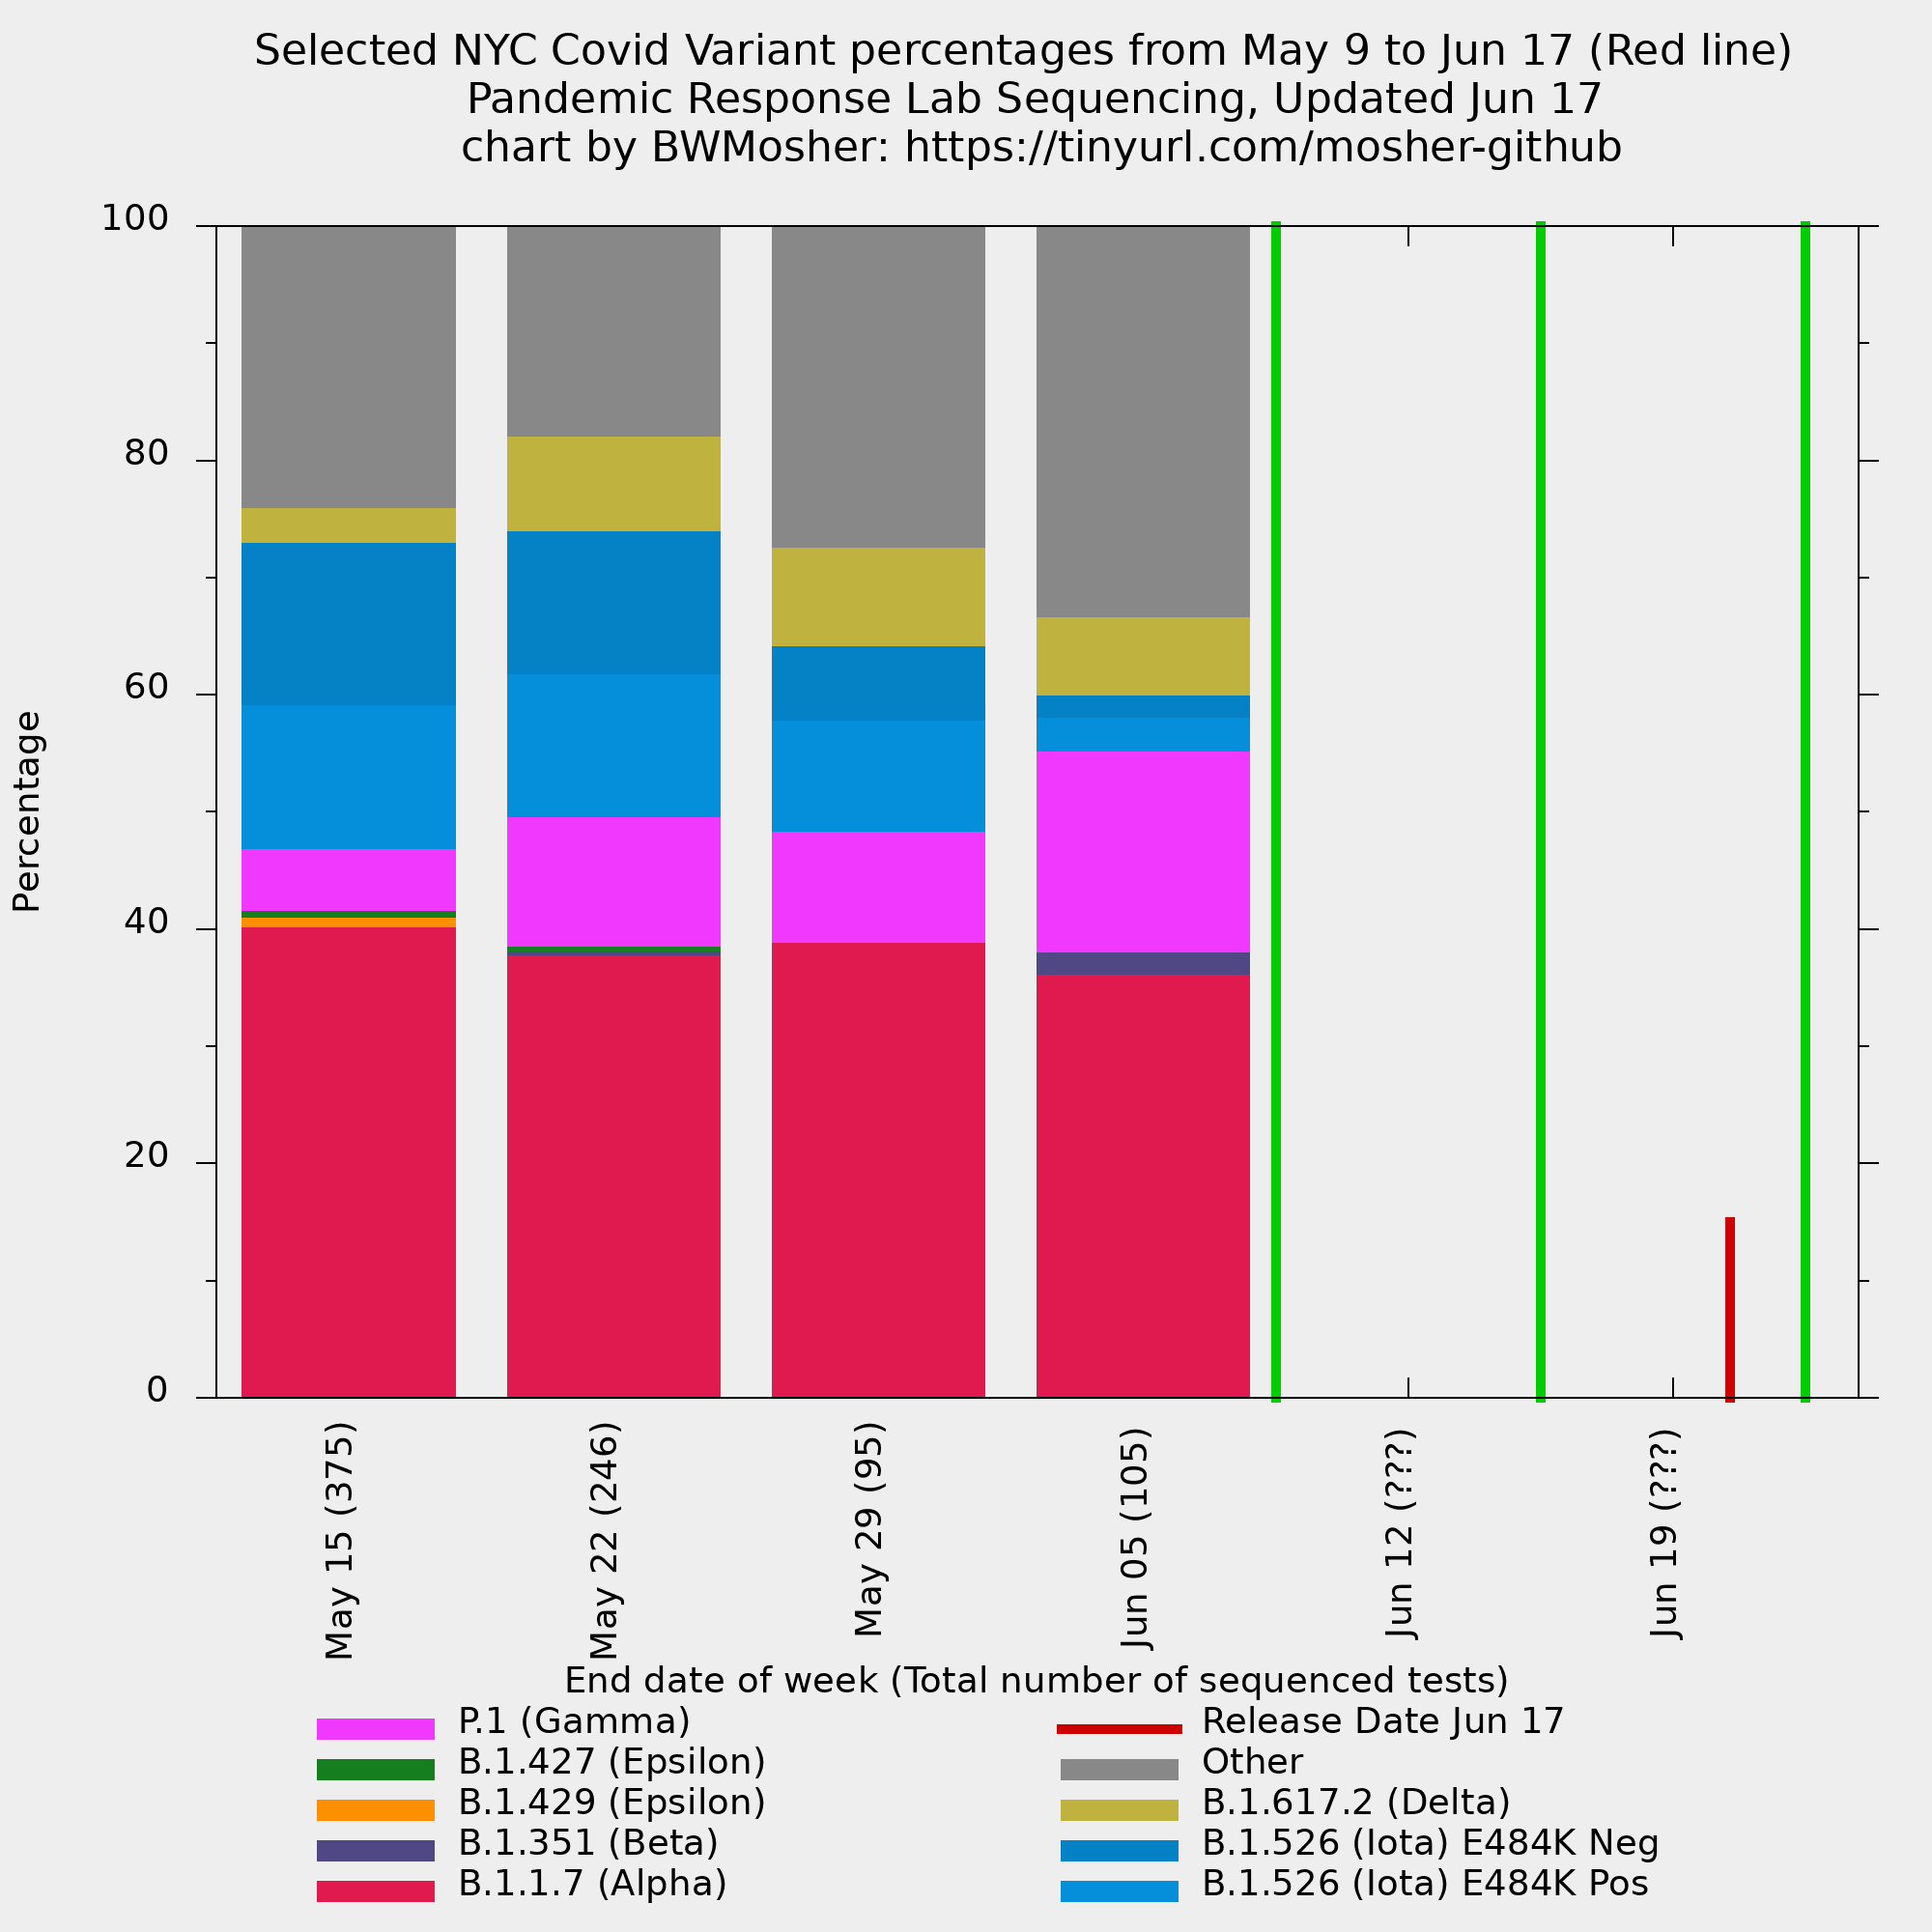 Selected NYC Covid Variant percentages from May 9 to Jun 17 (Red line)
Pandemic Response Lab Sequencing, Updated Jun 17
chart by BWMosher: https://tinyurl.com/mosher-github
100
80
60
40
20
0
Percentage
May 15 (375)
May 22 (246)
May 29 (95)
Jun 05 (105)
Jun 12 (???)
Jun 19 (???)
End date of week (Total number of sequenced tests)
P.1 (Gamma)
B.1.427 (Epsilon)
B.1.429 (Epsilon)
B.1.351 (Beta)
B.1.1.7 (Alpha)
Release Date Jun 17
Other
B.1.617.2 (Delta)
B.1.526 (Iota) E484K Neg
B.1.526 (Iota) E484K Pos